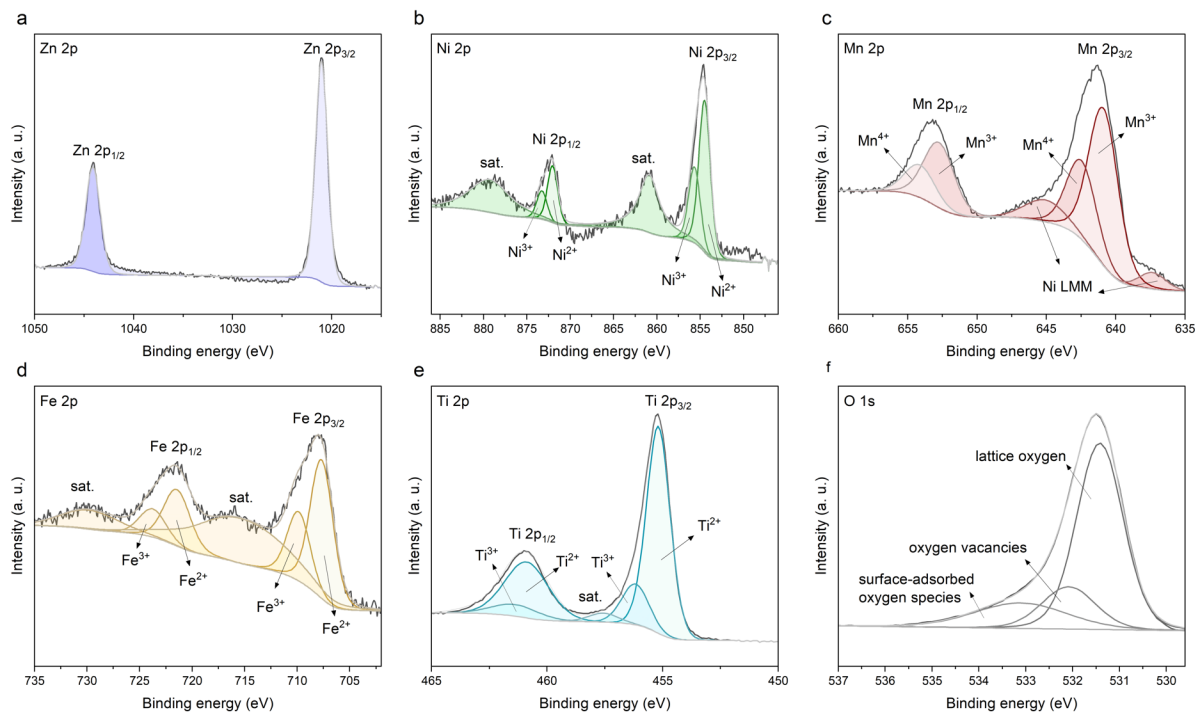 a
Zn 2p
Zn 2p3/2
Zn 2p1/2
Intensity (a. u.)
1050 1040 1030 1020
Binding energy (eV)
b
Ni 2p
Ni 2p3/2
Ni 2p1/2
sat.
sat.
Ni3+
Ni2+
Ni3+
Ni2+
Intensity (a. u.)
885 880 875 870 865 860 855 850
Binding energy (eV)
c
Mn 2p
Mn 2p3/2
Mn 2p1/2
Mn4+
Mn3+
Mn4+
Mn3+
Ni LMM
Intensity (a. u.)
660 655 650 645 640 635
Binding energy (eV)
d
Fe 2p
Fe 2p3/2
Fe 2p1/2
sat.
sat.
Fe3+
Fe2+
Fe3+
Fe2+
Intensity (a. u.)
735 730 725 720 715 710 705
Binding energy (eV)
e
Ti 2p
Ti 2p3/2
Ti 2p1/2
Ti3+
Ti2+
Ti3+
Ti2+
sat.
Intensity (a. u.)
465 460 455 450
Binding energy (eV)
f
O 1s
lattice oxygen
oxygen vacancies
surface-adsorbed
oxygen species
Intensity (a. u.)
537 536 535 534 533 532 531 530
Binding energy (eV)